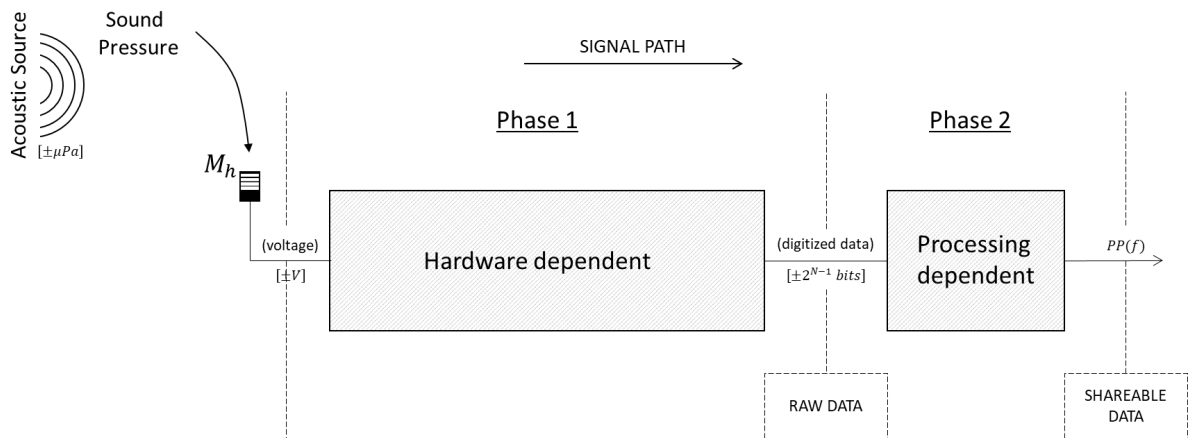 Acoustic Source
[±μPa]
Sound
Pressure
M_h
SIGNAL PATH
Phase 1
Phase 2
(voltage)
[±V]
Hardware dependent
(digitized data)
[±2^{N−1} bits]
Processing
dependent
PP(f)
RAW DATA
SHAREABLE
DATA